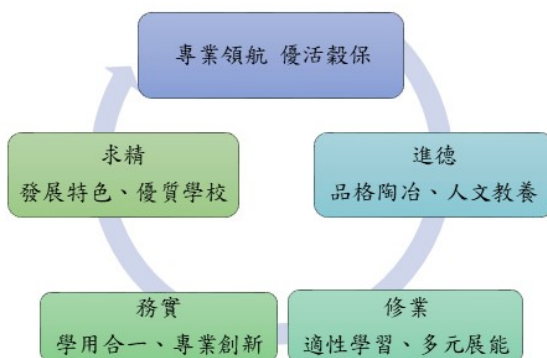 專業領航 優活穀保
進德
品格陶冶、人文教養
修業
適性學習、多元展能
務實
學用合一、專業創新
求精
發展特色、優質學校